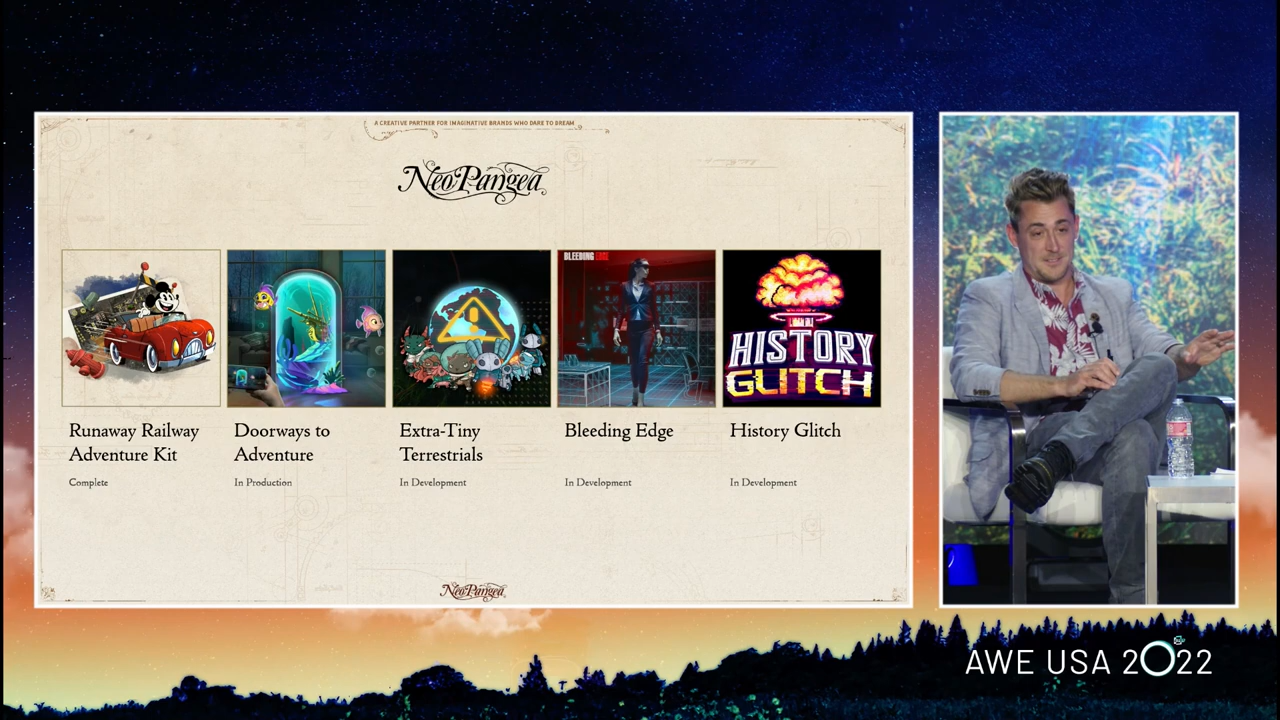 A CREATIVE PARTNER FOR IMAGINATIVE BRANDS WHO DARE TO DREAM
NeoPangea
BLEEDING EDGE
HISTORY
GLITCH
Runaway Railway
Adventure Kit
Complete
Doorways to
Adventure
In Production
Extra-Tiny
Terrestrials
In Development
Bleeding Edge
In Development
History Glitch
In Development
NeoPangea
AWE USA 2022